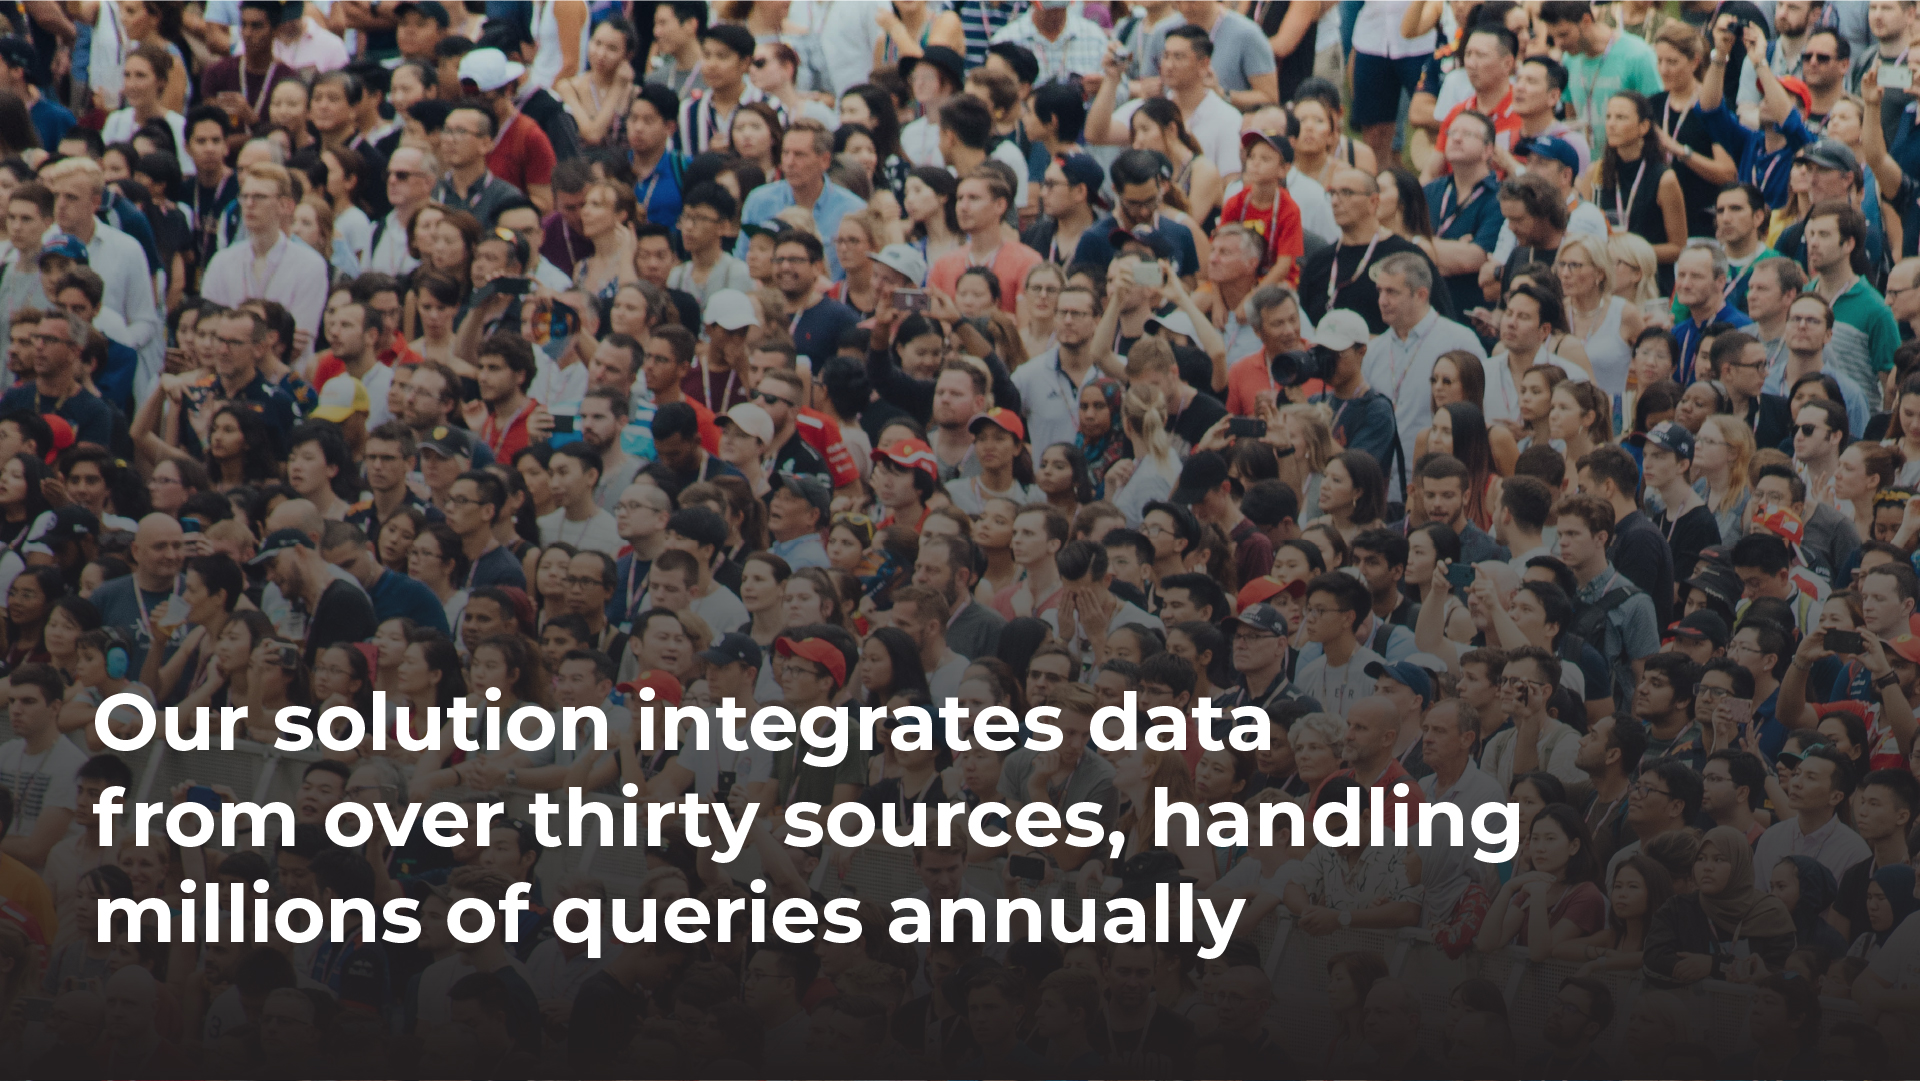 Our solution integrates data
from over thirty sources, handling
millions of queries annually